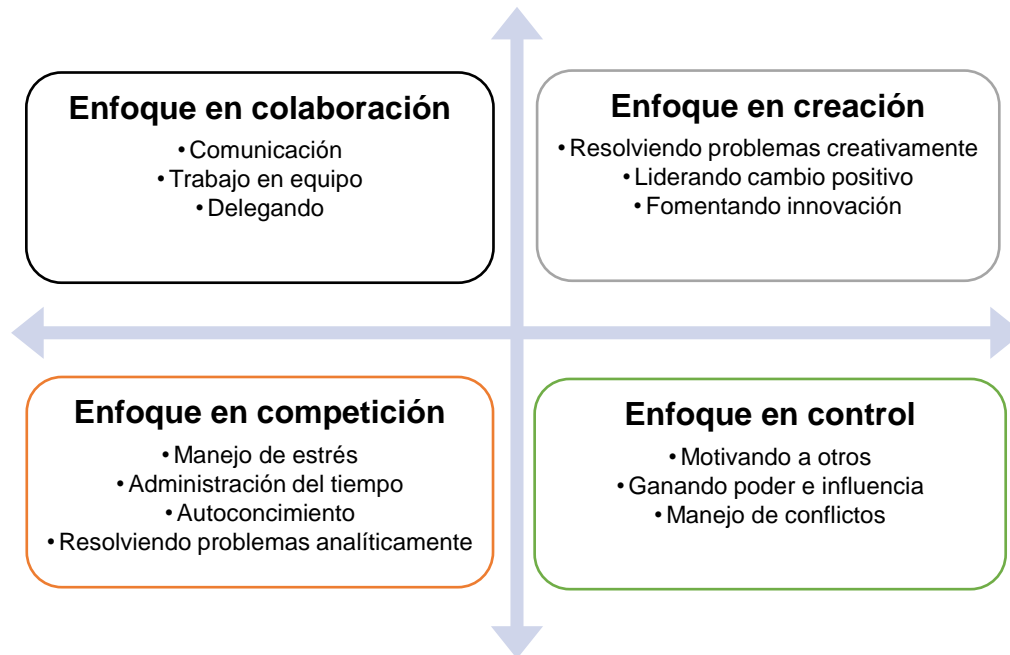 Enfoque en colaboración
• Comunicación
• Trabajo en equipo
• Delegando
Enfoque en creación
• Resolviendo problemas creativamente
• Liderando cambio positivo
• Fomentando innovación
Enfoque en competición
• Manejo de estrés
• Administración del tiempo
• Autoconcimiento
• Resolviendo problemas analíticamente
Enfoque en control
• Motivando a otros
• Ganando poder e influencia
• Manejo de conflictos